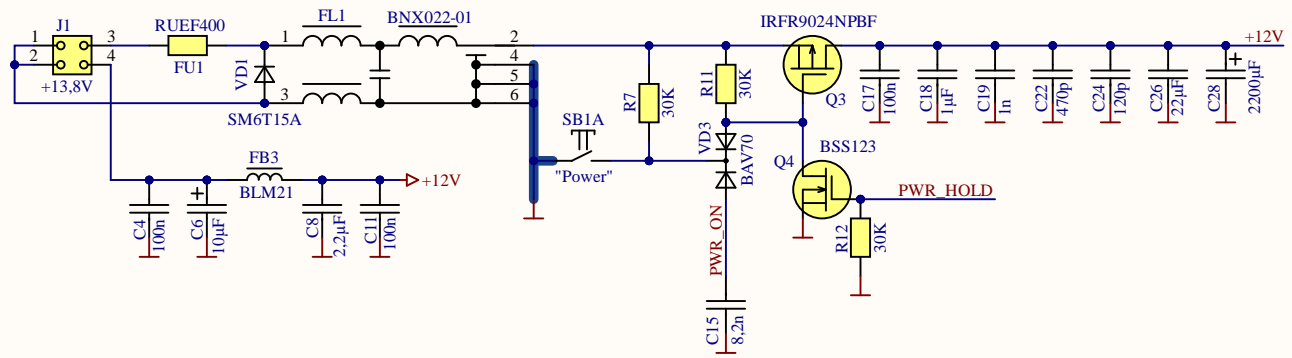 J1
1
2
3
4
+13,8V
RUEF400
FU1
VD1
SM6T15A
FL1
BNX022-01
1
3
2
4
5
6
FB3
BLM21
+12V
C4
100n
C6
+
10µF
C8
2,2µF
C11
100n
SB1A
"Power"
R7
30K
R11
30K
VD3
BAV70
PWR_ON
C15
8,2n
IRFR9024NPBF
Q3
Q4
BSS123
PWR_HOLD
R12
30K
+12V
C17
100n
C18
1µF
C19
1n
C22
470p
C24
120p
C26
22µF
C28
+
2200µF